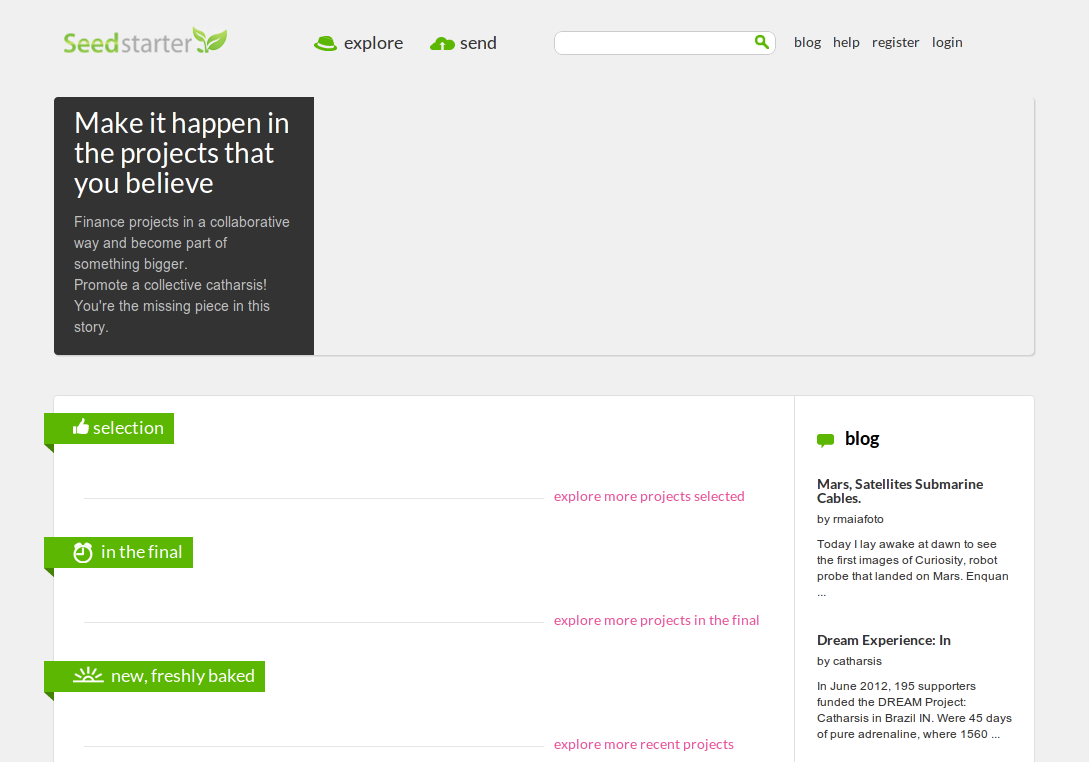 Seedstarter
explore
send
blog
help
register
login
Make it happen in
the projects that
you believe
Finance projects in a collaborative
way and become part of
something bigger.
Promote a collective catharsis!
You're the missing piece in this
story.
selection
explore more projects selected
in the final
explore more projects in the final
new, freshly baked
explore more recent projects
blog
Mars, Satellites Submarine
Cables.
by rmaiafoto
Today I lay awake at dawn to see
the first images of Curiosity, robot
probe that landed on Mars. Enquan
...
Dream Experience: In
by catharsis
In June 2012, 195 supporters
funded the DREAM Project:
Catharsis in Brazil IN. Were 45 days
of pure adrenaline, where 1560 ...